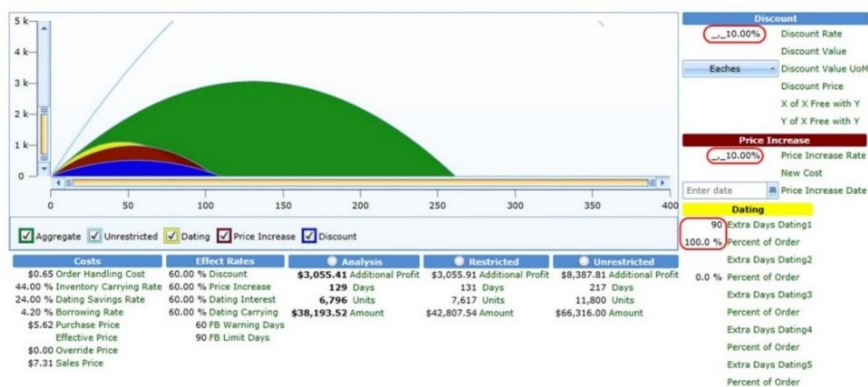 5 k
4 k
3 k
2 k
1 k
0
0 50 100 150 200 250 300 350 400
Aggregate Unrestricted Dating Price Increase Discount
Costs
$0.65 Order Handling Cost
44.00 % Inventory Carrying Rate
24.00 % Dating Savings Rate
4.20 % Borrowing Rate
$5.62 Purchase Price
Effective Price
$0.00 Override Price
$7.31 Sales Price
Effect Rates
60.00 % Discount
60.00 % Price Increase
60.00 % Dating Interest
60.00 % Dating Carrying
60 FB Warning Days
90 FB Limit Days
Analysis
$3,055.41 Additional Profit
129 Days
6,796 Units
$38,193.52 Amount
Restricted
$3,055.91 Additional Profit
131 Days
7,617 Units
$42,807.54 Amount
Unrestricted
$8,387.81 Additional Profit
217 Days
11,800 Units
$66,316.00 Amount
Discount
_,_10.00% Discount Rate
Discount Value
Eaches Discount Value UoM
Discount Price
X of X Free with Y
Y of X Free with Y
Price Increase
_,_10.00% Price Increase Rate
New Cost
Enter date Price Increase Date
Dating
90 Extra Days Dating1
100.0 % Percent of Order
Extra Days Dating2
0.0 % Percent of Order
Extra Days Dating3
Percent of Order
Extra Days Dating4
Percent of Order
Extra Days Dating5
Percent of Order